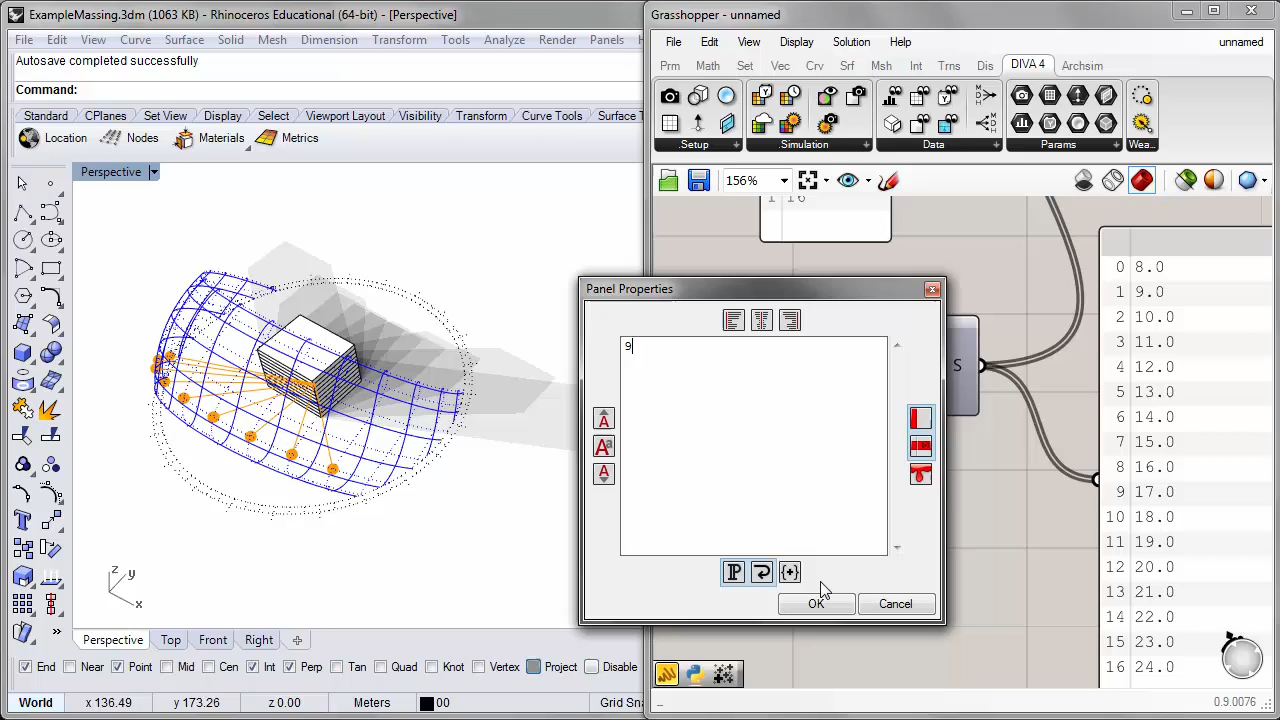 ExampleMassing.3dm (1063 KB) - Rhinoceros Educational (64-bit) - [Perspective]
File Edit View Curve Surface Solid Mesh Dimension Transform Tools Analyze Render Panels
Autosave completed successfully
Command:
Standard CPlanes Set View Display Select Viewport Layout Visibility Transform Curve Tools Surface T
Location Nodes Materials Metrics
Perspective
z y
x
Perspective Top Front Right
End Near Point Mid Cen Int Perp Tan Quad Knot Vertex Project Disable
World x 136.49 y 173.26 z 0.00 Meters 00 Grid Sna
Grasshopper - unnamed
File Edit View Display Solution Help unnamed
Prm Math Set Vec Crv Srf Msh Int Trns Dis DIVA 4 Archsim
.Setup .Simulation Data Params Wea...
156%
1 16
S
0 8.0
1 9.0
2 10.0
3 11.0
4 12.0
5 13.0
6 14.0
7 15.0
8 16.0
9 17.0
10 18.0
11 19.0
12 20.0
13 21.0
14 22.0
15 23.0
16 24.0
0.9.0076
Panel Properties
9
OK Cancel